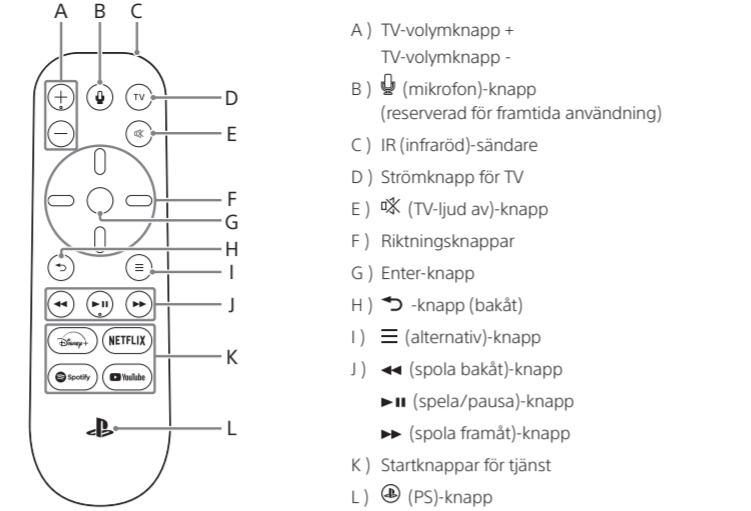 A B C
TV
D
E
F
G
H
I
J
Disney+ NETFLIX
K
Spotify YouTube
L
A ) TV-volymknapp +
TV-volymknapp -
B ) (mikrofon)-knapp
(reserverad för framtida användning)
C ) IR (infraröd)-sändare
D ) Strömknapp för TV
E ) (TV-ljud av)-knapp
F ) Riktningsknappar
G ) Enter-knapp
H ) -knapp (bakåt)
I ) (alternativ)-knapp
J ) (spola bakåt)-knapp
(spela/pausa)-knapp
(spola framåt)-knapp
K ) Startknappar för tjänst
L ) (PS)-knapp